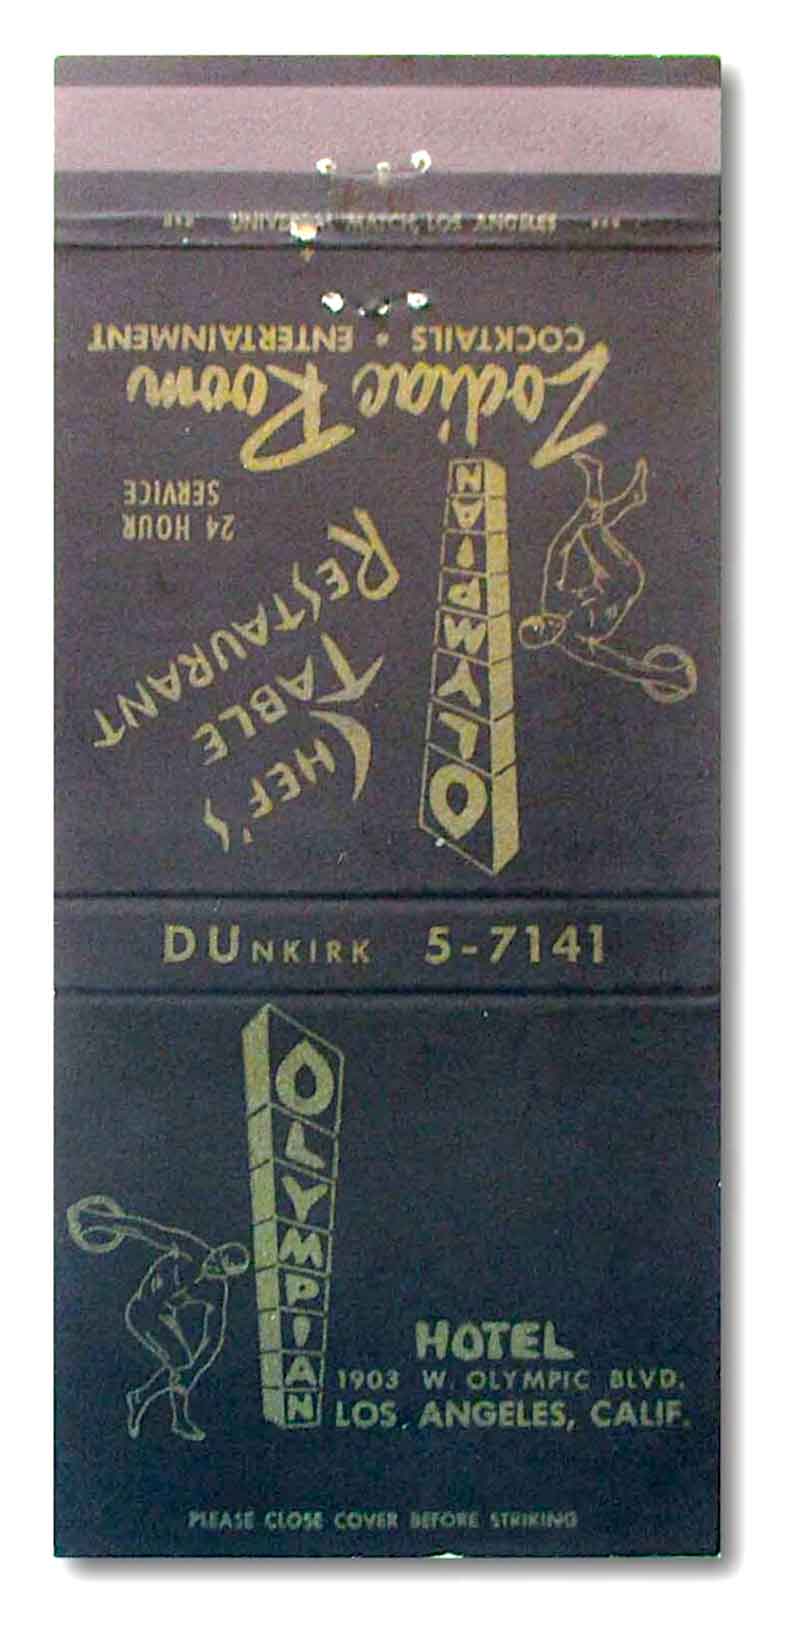 *** UNIVERSAL MATCH, LOS ANGELES ***
OLYMPIAN
CHEF'S
TABLE
RESTAURANT
24 HOUR
SERVICE
Zodiac Room
COCKTAILS • ENTERTAINMENT
DUNKIRK 5-7141
OLYMPIAN
HOTEL
1903 W. OLYMPIC BLVD.
LOS ANGELES, CALIF.
PLEASE CLOSE COVER BEFORE STRIKING